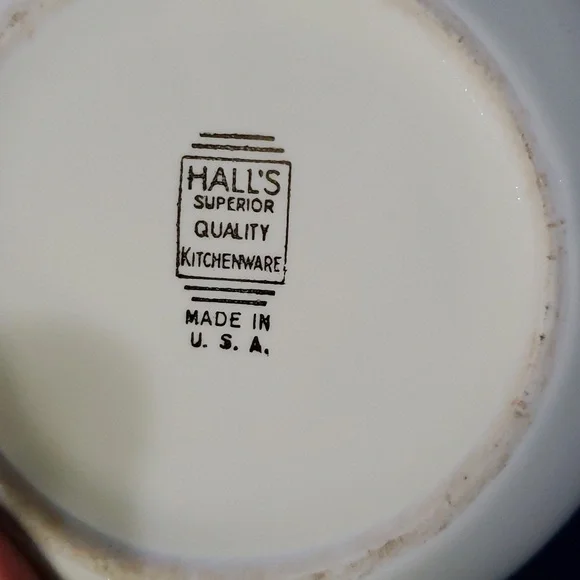 HALL'S
SUPERIOR
QUALITY
KITCHENWARE
MADE IN
U. S. A.